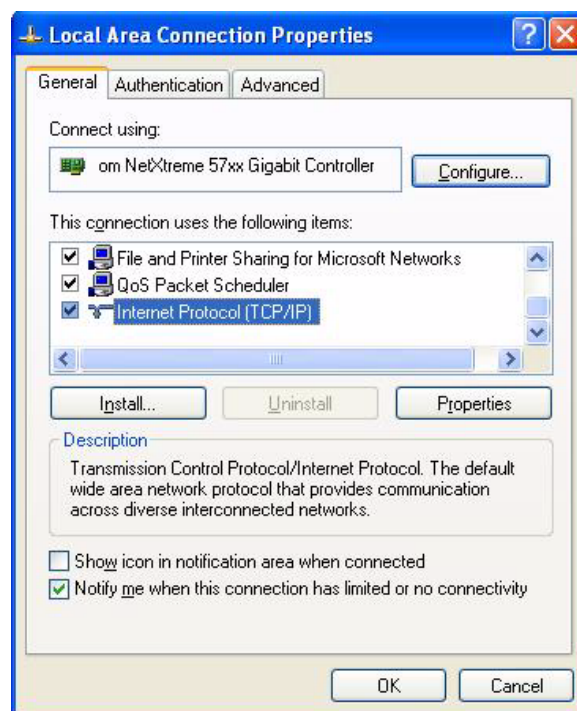 Local Area Connection Properties
General
Authentication
Advanced
Connect using:
om NetXtreme 57xx Gigabit Controller
Configure...
This connection uses the following items:
File and Printer Sharing for Microsoft Networks
QoS Packet Scheduler
Internet Protocol (TCP/IP)
Install...
Uninstall
Properties
Description
Transmission Control Protocol/Internet Protocol. The default
wide area network protocol that provides communication
across diverse interconnected networks.
Show icon in notification area when connected
Notify me when this connection has limited or no connectivity
OK
Cancel